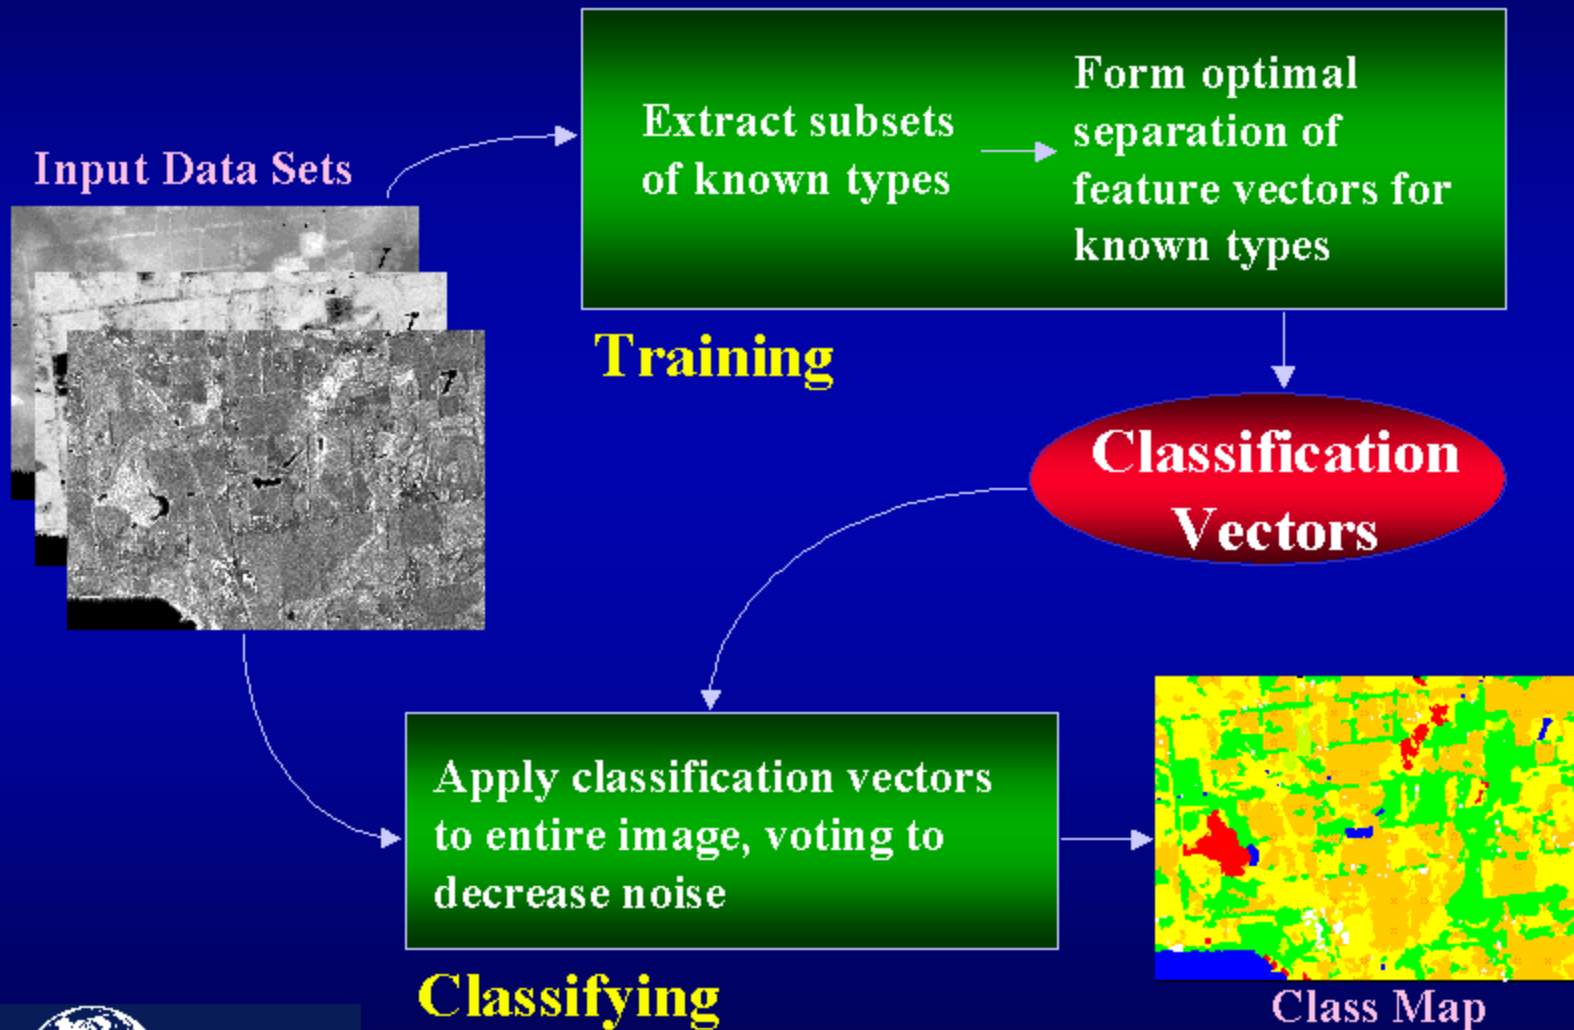 Input Data Sets
Extract subsets
of known types
Form optimal
separation of
feature vectors for
known types
Training
Classification
Vectors
Apply classification vectors
to entire image, voting to
decrease noise
Classifying
Class Map